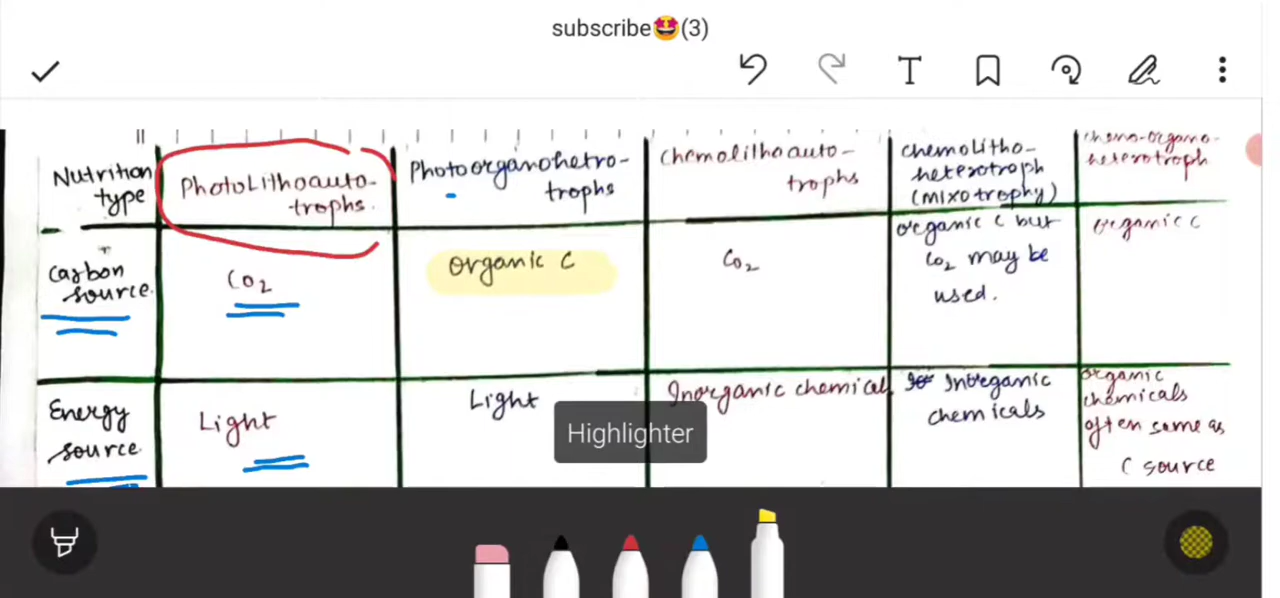 subscribe🤩(3)
T
Nutrition type
PhotoLithoauto-
trophs.
Photoorganohetro-
trophs
Chemolithoauto-
trophs
chemolitho-
heterotroph
(mixotrophy)
chemo-organo-
heterotroph
Carbon
source.
CO2
organic C
CO2
organic C but
CO2 may be
used.
organic C
Energy
source.
Light
Light
Inorganic chemical
Inorganic
chemicals
organic
chemicals
often same as
C source
Highlighter